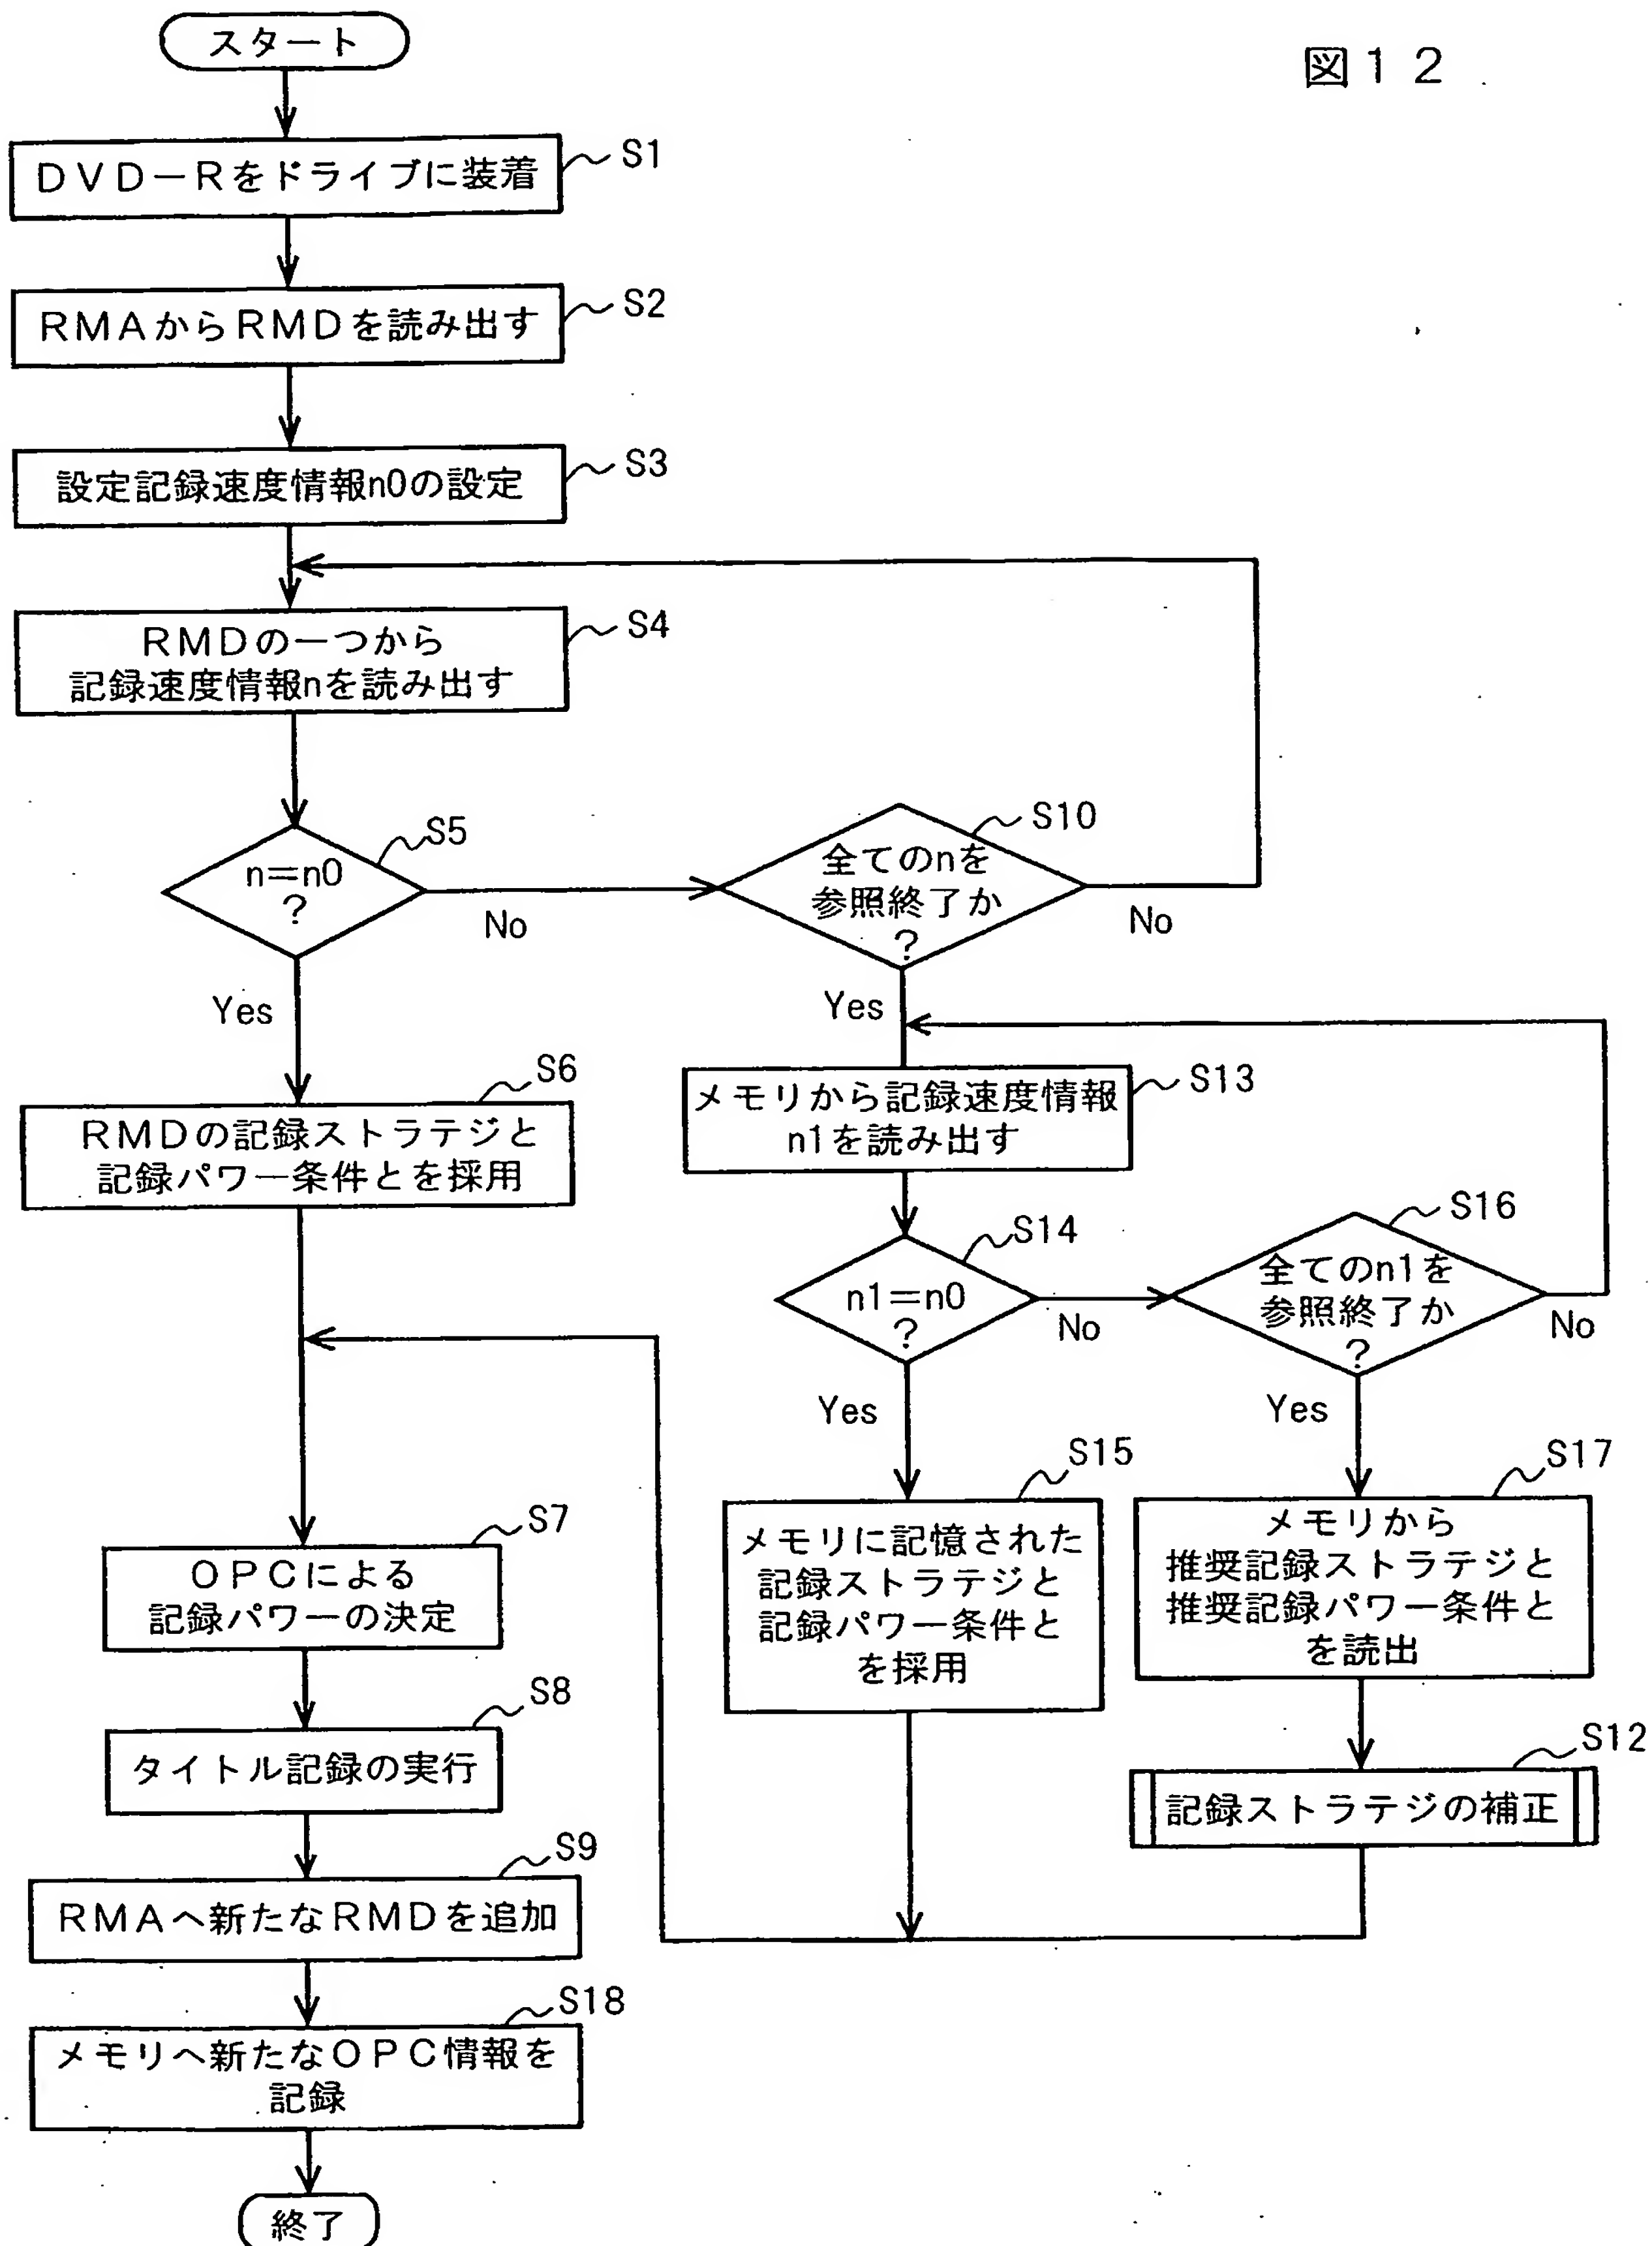 図12
スタート
DVD－Rをドライブに装着
S1
RMAからRMDを読み出す
S2
設定記録速度情報n0の設定
S3
RMDの一つから
記録速度情報nを読み出す
S4
n＝n0
?
S5
No
Yes
全てのnを
参照終了か
?
S10
No
Yes
RMDの記録ストラテジと
記録パワー条件とを採用
S6
メモリから記録速度情報
n1を読み出す
S13
n1＝n0
?
S14
No
Yes
全てのn1を
参照終了か
?
S16
No
Yes
メモリに記憶された
記録ストラテジと
記録パワー条件と
を採用
S15
メモリから
推奨記録ストラテジと
推奨記録パワー条件と
を読出
S17
記録ストラテジの補正
S12
OPCによる
記録パワーの決定
S7
タイトル記録の実行
S8
RMAへ新たなRMDを追加
S9
メモリへ新たなOPC情報を
記録
S18
終了